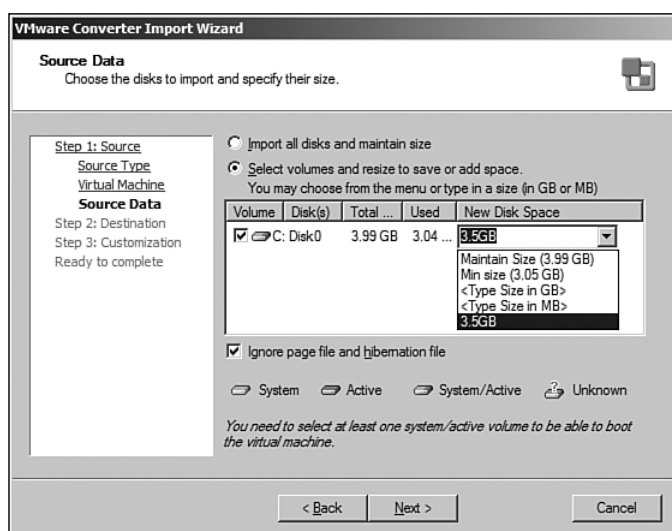 VMware Converter Import Wizard
Source Data
Choose the disks to import and specify their size.
Step 1: Source
Source Type
Virtual Machine
Source Data
Step 2: Destination
Step 3: Customization
Ready to complete
Import all disks and maintain size
Select volumes and resize to save or add space.
You may choose from the menu or type in a size (in GB or MB)
Volume Disk(s) Total ... Used New Disk Space
C: Disk0 3.99 GB 3.04 ... 3.5GB
Maintain Size (3.99 GB)
Min size (3.05 GB)
<Type Size in GB>
<Type Size in MB>
3.5GB
Ignore page file and hibernation file
System Active System/Active Unknown
You need to select at least one system/active volume to be able to boot
the virtual machine.
< Back Next > Cancel